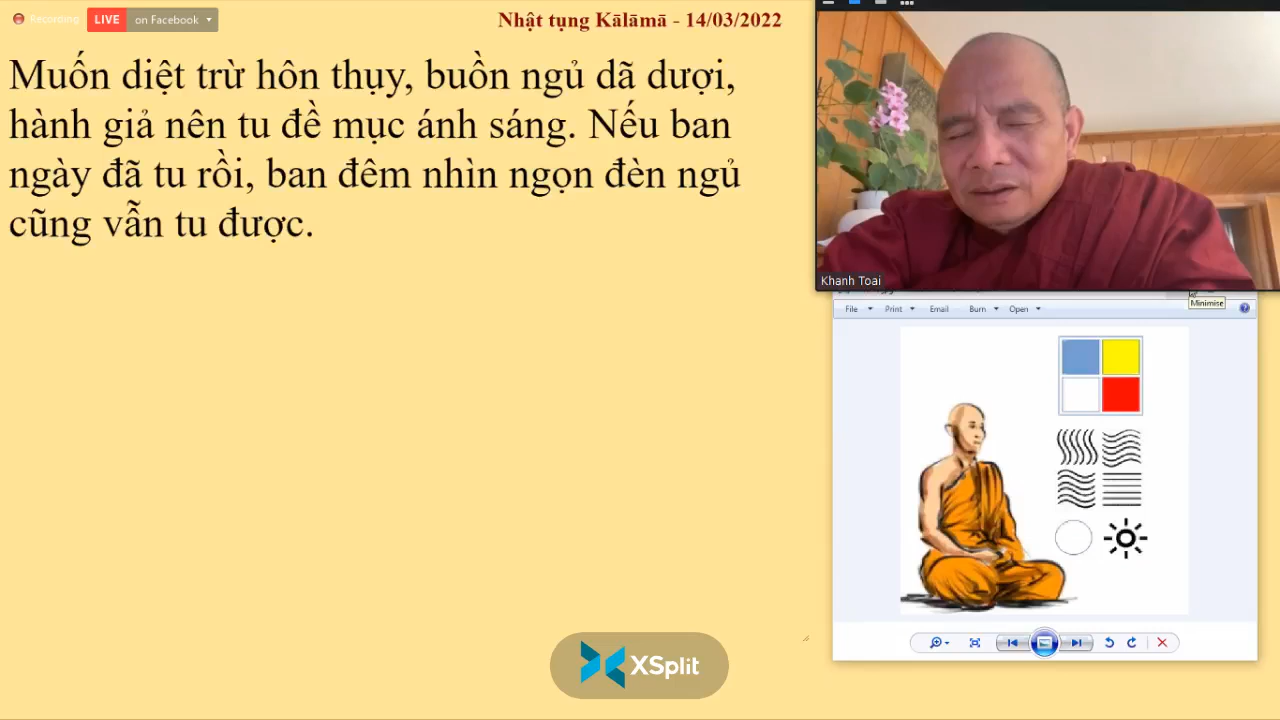 Recording
LIVE on Facebook
Nhật tụng Kālāmā - 14/03/2022
Muốn diệt trừ hôn thụy, buồn ngủ dã dượi,
hành giả nên tu đề mục ánh sáng. Nếu ban
ngày đã tu rồi, ban đêm nhìn ngọn đèn ngủ
cũng vẫn tu được.
Khanh Toai
Minimise
File Print Email Burn Open
XSplit